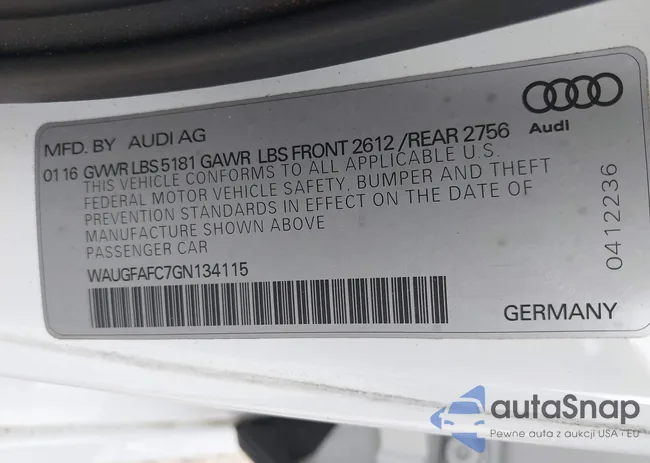 MFD. BY AUDI AG
Audi
01 16 GVWR LBS 5181 GAWR LBS FRONT 2612 /REAR 2756
THIS VEHICLE CONFORMS TO ALL APPLICABLE U.S.
FEDERAL MOTOR VEHICLE SAFETY, BUMPER AND THEFT
PREVENTION STANDARDS IN EFFECT ON THE DATE OF
MANUFACTURE SHOWN ABOVE
PASSENGER CAR
0412236
WAUGFAFC7GN134115
GERMANY
autaSnap
Pewne auta z aukcji USA · EU